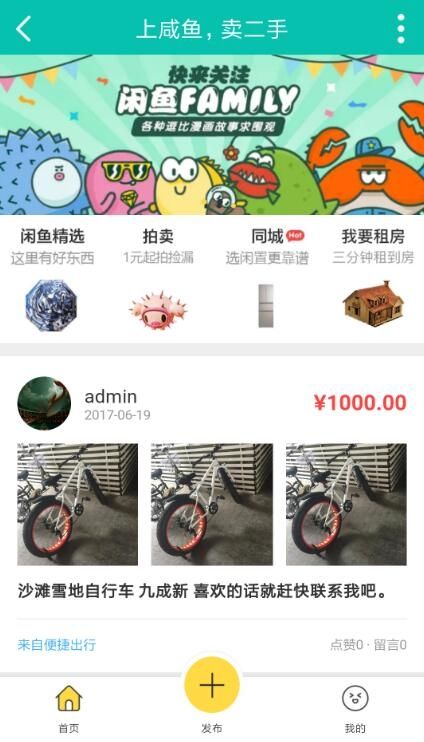 上咸鱼，卖二手
快来关注
闲鱼FAMILY
各种逗比漫画故事求围观
闲鱼精选
拍卖
同城 Hot
我要租房
这里有好东西
1元起拍捡漏
选闲置更靠谱
三分钟租到房
admin
2017-06-19
¥1000.00
沙滩雪地自行车 九成新 喜欢的话就赶快联系我吧。
来自便捷出行
点赞0 · 留言0
首页
发布
我的